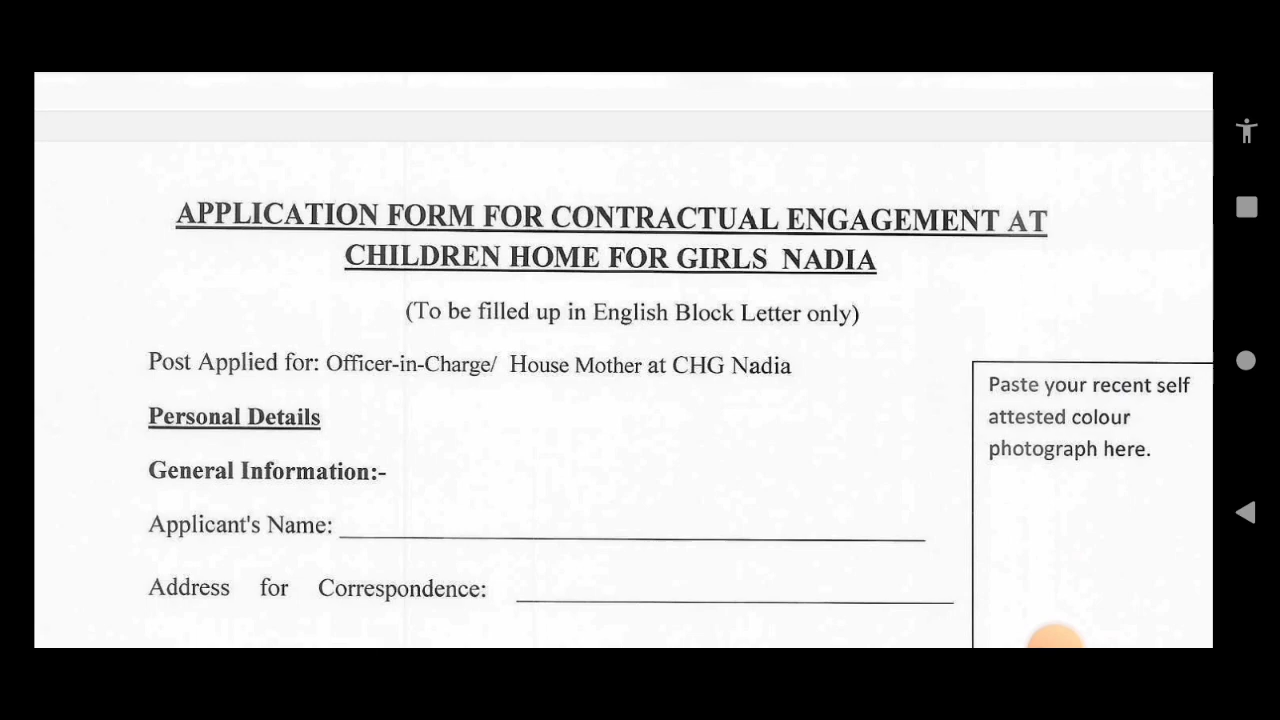 APPLICATION FORM FOR CONTRACTUAL ENGAGEMENT AT
CHILDREN HOME FOR GIRLS NADIA
(To be filled up in English Block Letter only)
Post Applied for: Officer-in-Charge/ House Mother at CHG Nadia
Personal Details
General Information:-
Applicant's Name:
Address for Correspondence:
Paste your recent self
attested colour
photograph here.